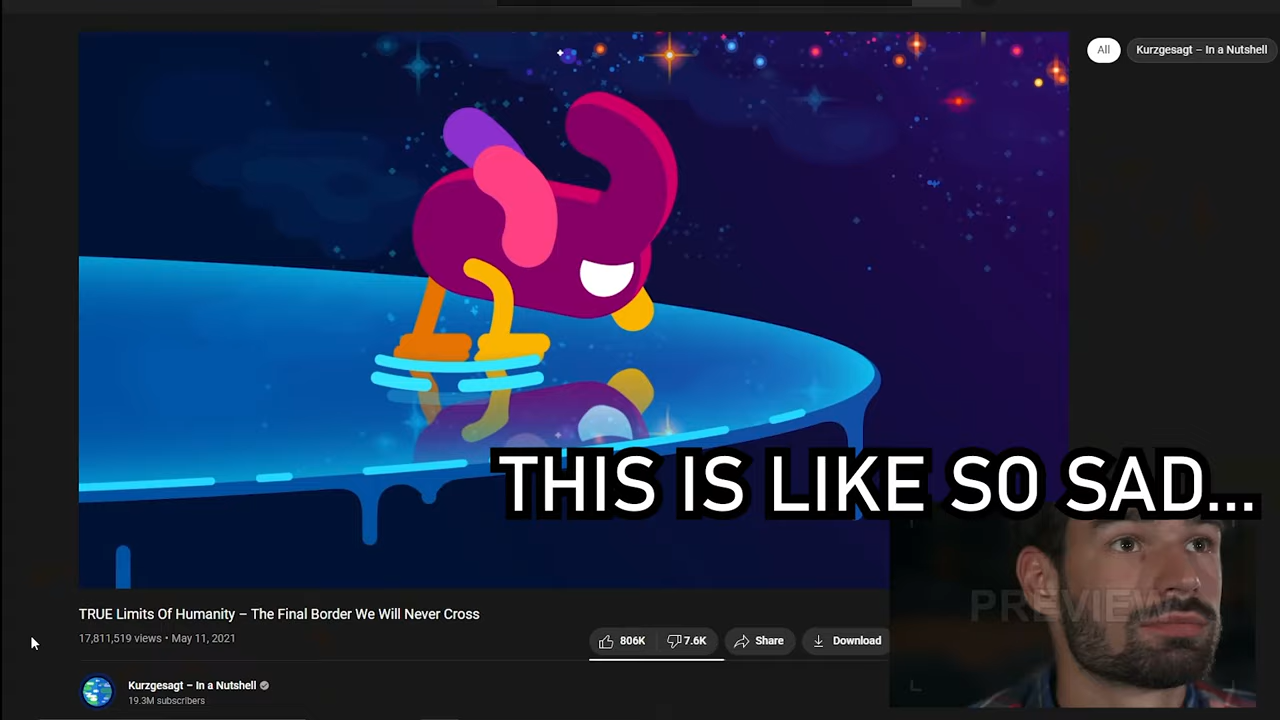 All
Kurzgesagt – In a Nutshell
THIS IS LIKE SO SAD...
PREVIEW
TRUE Limits Of Humanity – The Final Border We Will Never Cross
17,811,519 views • May 11, 2021
806K
7.6K
Share
Download
Kurzgesagt – In a Nutshell
19.3M subscribers